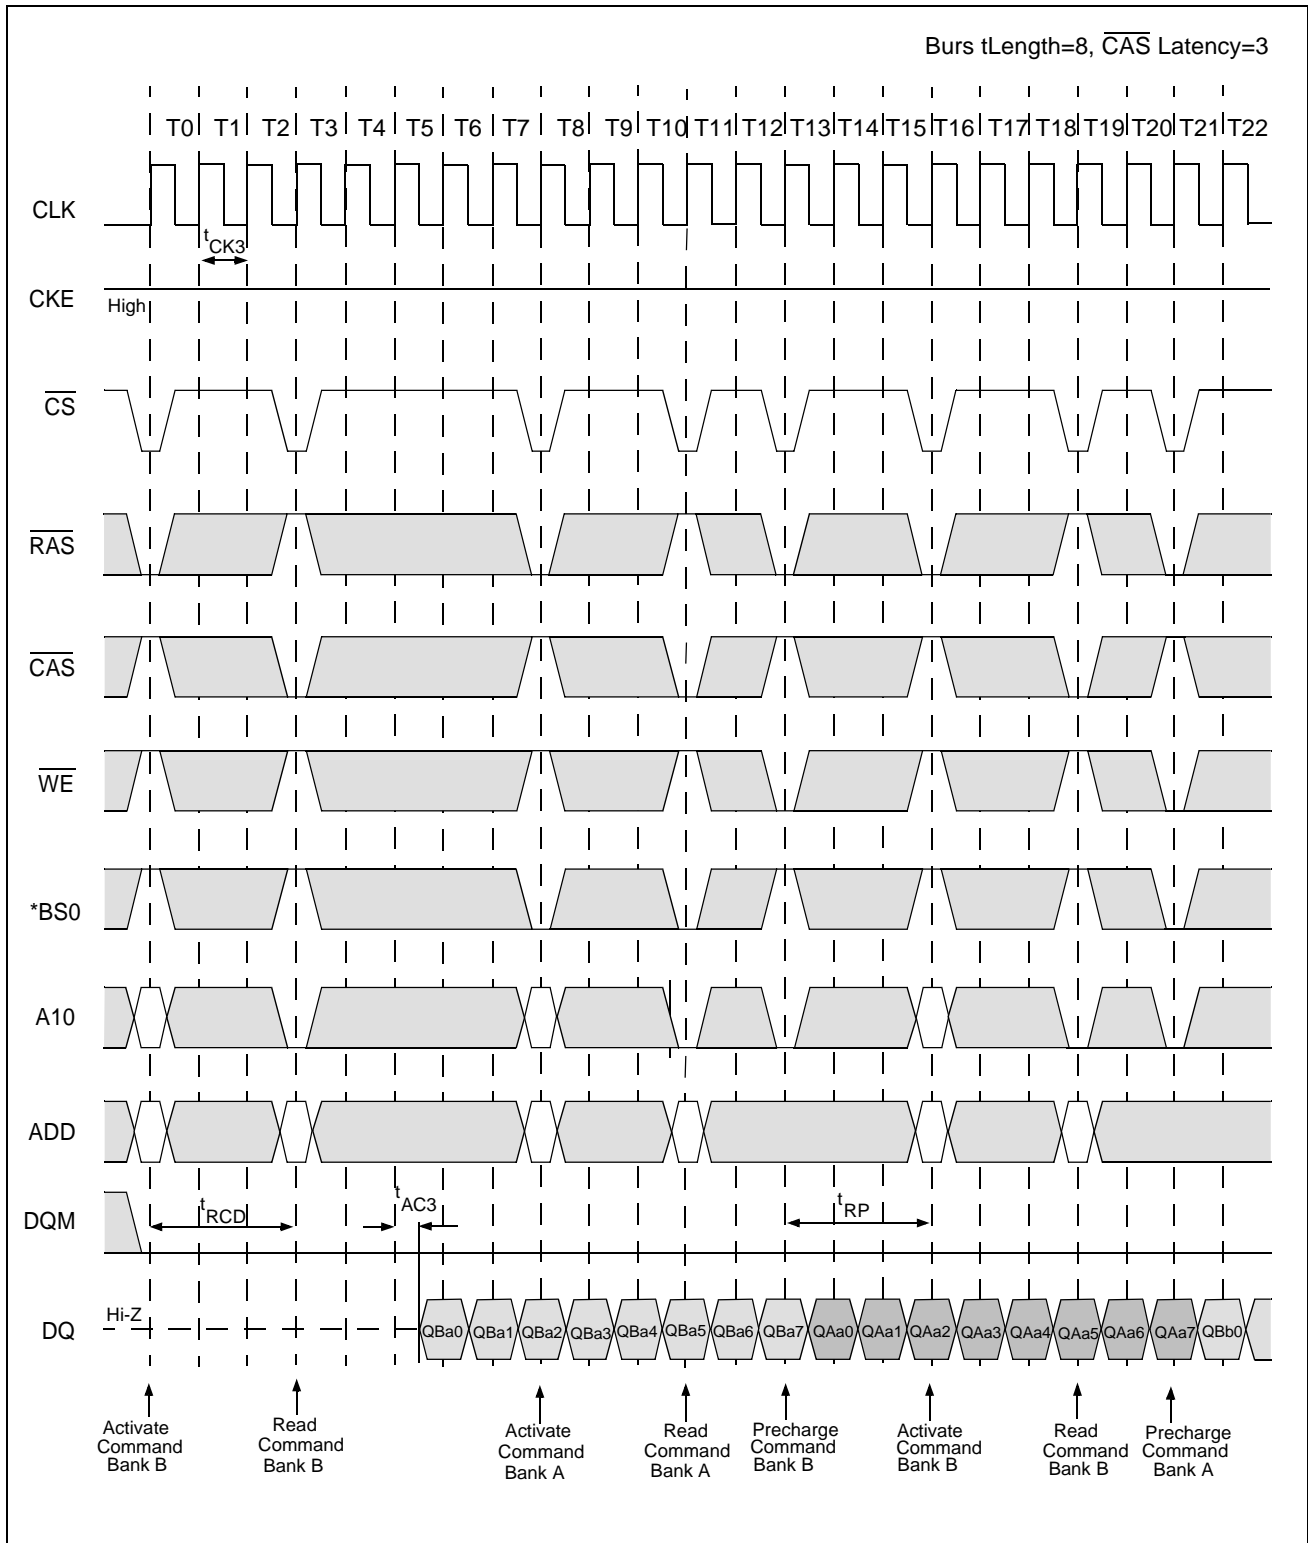 Burs tLength=8, CAS Latency=3
T0 T1 T2 T3 T4 T5 T6 T7 T8 T9 T10 T11 T12 T13 T14 T15 T16 T17 T18 T19 T20 T21 T22
CLK
tCK3
CKE
High
CS
RAS
CAS
WE
*BS0
A10
ADD
DQM
tRCD
tAC3
tRP
DQ
Hi-Z
QBa0 QBa1 QBa2 QBa3 QBa4 QBa5 QBa6 QBa7 QAa0 QAa1 QAa2 QAa3 QAa4 QAa5 QAa6 QAa7 QBb0
Activate
Command
Bank B
Read
Command
Bank B
Activate
Command
Bank A
Read
Command
Bank A
Precharge
Command
Bank B
Activate
Command
Bank B
Read
Command
Bank B
Precharge
Command
Bank A